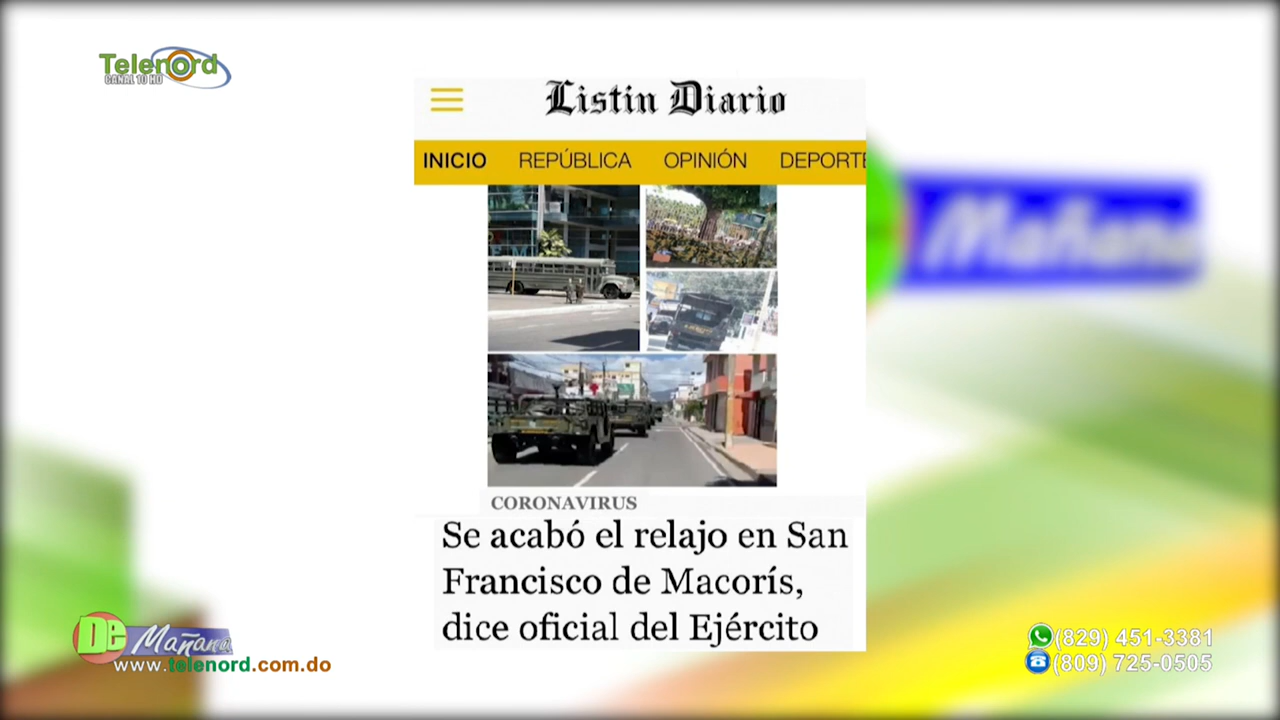 Telenord
CANAL 10 HD
Listin Diario
INICIO REPÚBLICA OPINIÓN DEPORTE
CORONAVIRUS
Se acabó el relajo en San
Francisco de Macorís,
dice oficial del Ejército
Mañana
De Mañana
www.telenord.com.do
(829) 451-3381
(809) 725-0505